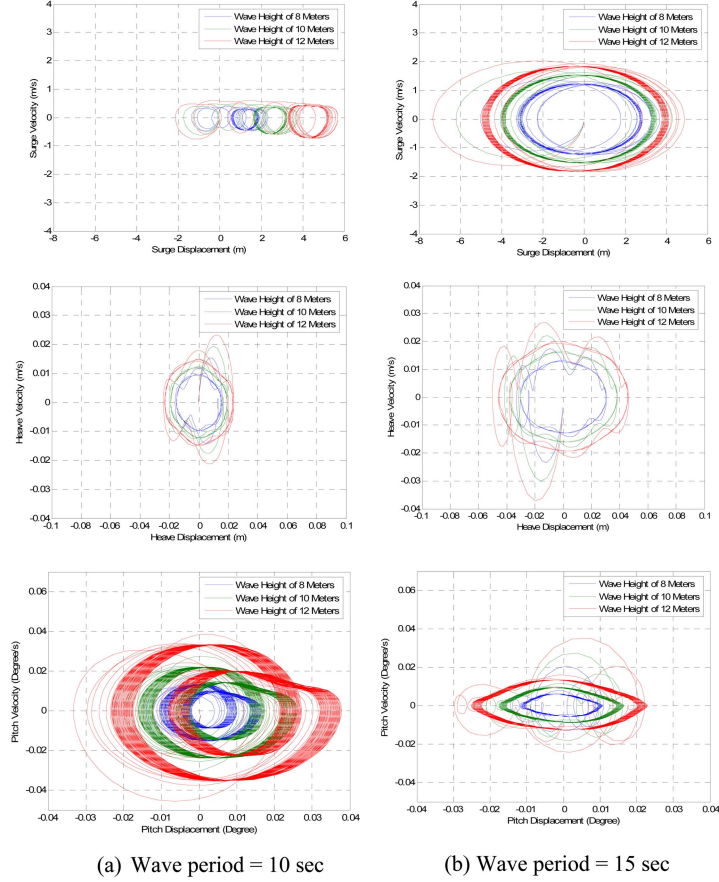 4
3
2
1
0
-1
-2
-3
-4
-8 -6 -4 -2 0 2 4 6
Surge Displacement (m)
Surge Velocity (m/s)
Wave Height of 8 Meters
Wave Height of 10 Meters
Wave Height of 12 Meters
4
3
2
1
0
-1
-2
-3
-4
-8 -6 -4 -2 0 2 4 6
Surge Displacement (m)
Surge Velocity (m/s)
Wave Height of 8 Meters
Wave Height of 10 Meters
Wave Height of 12 Meters
0.04
0.03
0.02
0.01
0
-0.01
-0.02
-0.03
-0.04
-0.1 -0.08 -0.06 -0.04 -0.02 0 0.02 0.04 0.06 0.08 0.1
Heave Displacement (m)
Heave Velocity (m/s)
Wave Height of 8 Meters
Wave Height of 10 Meters
Wave Height of 12 Meters
0.04
0.03
0.02
0.01
0
-0.01
-0.02
-0.03
-0.04
-0.1 -0.08 -0.06 -0.04 -0.02 0 0.02 0.04 0.06 0.08 0.1
Heave Displacement (m)
Heave Velocity (m/s)
Wave Height of 8 Meters
Wave Height of 10 Meters
Wave Height of 12 Meters
0.06
0.04
0.02
0
-0.02
-0.04
-0.04 -0.03 -0.02 -0.01 0 0.01 0.02 0.03 0.04
Pitch Displacement (Degree)
Pitch Velocity (Degree/s)
Wave Height of 8 Meters
Wave Height of 10 Meters
Wave Height of 12 Meters
0.06
0.04
0.02
0
-0.02
-0.04
-0.04 -0.03 -0.02 -0.01 0 0.01 0.02 0.03 0.04
Pitch Displacement (Degree)
Pitch Velocity (Degree/s)
Wave Height of 8 Meters
Wave Height of 10 Meters
Wave Height of 12 Meters
(a) Wave period = 10 sec
(b) Wave period = 15 sec